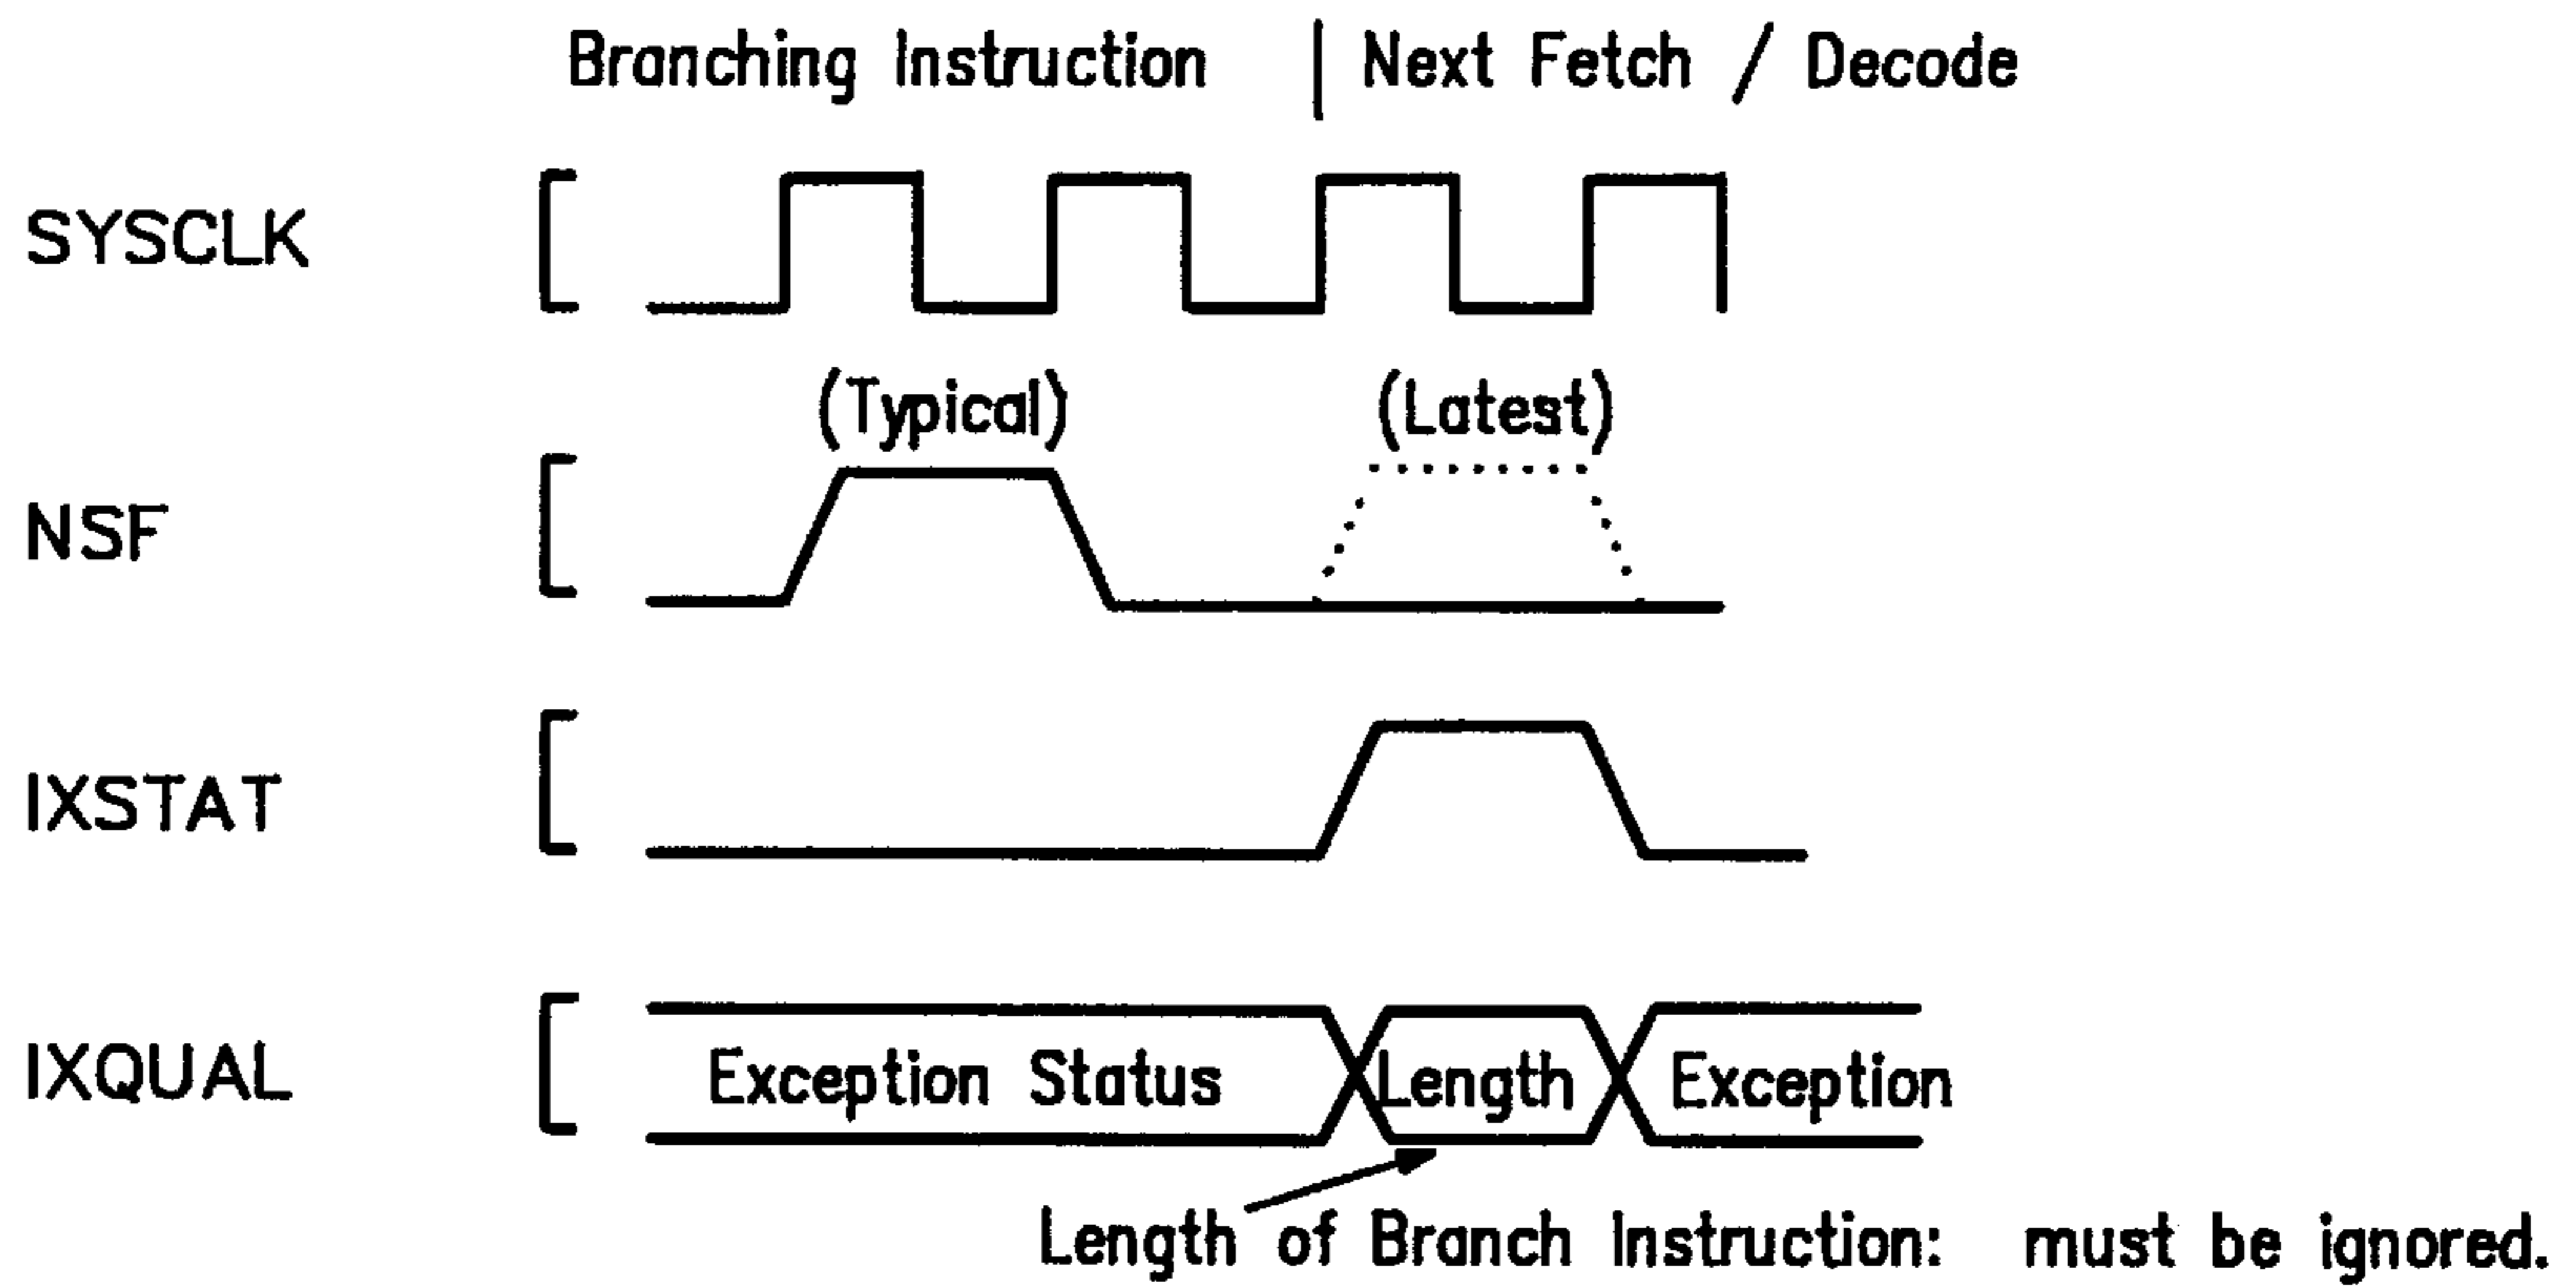 Branching Instruction | Next Fetch / Decode
SYSCLK
(Typical) (Latest)
NSF
IXSTAT
IXQUAL Exception Status Length Exception
Length of Branch Instruction: must be ignored.